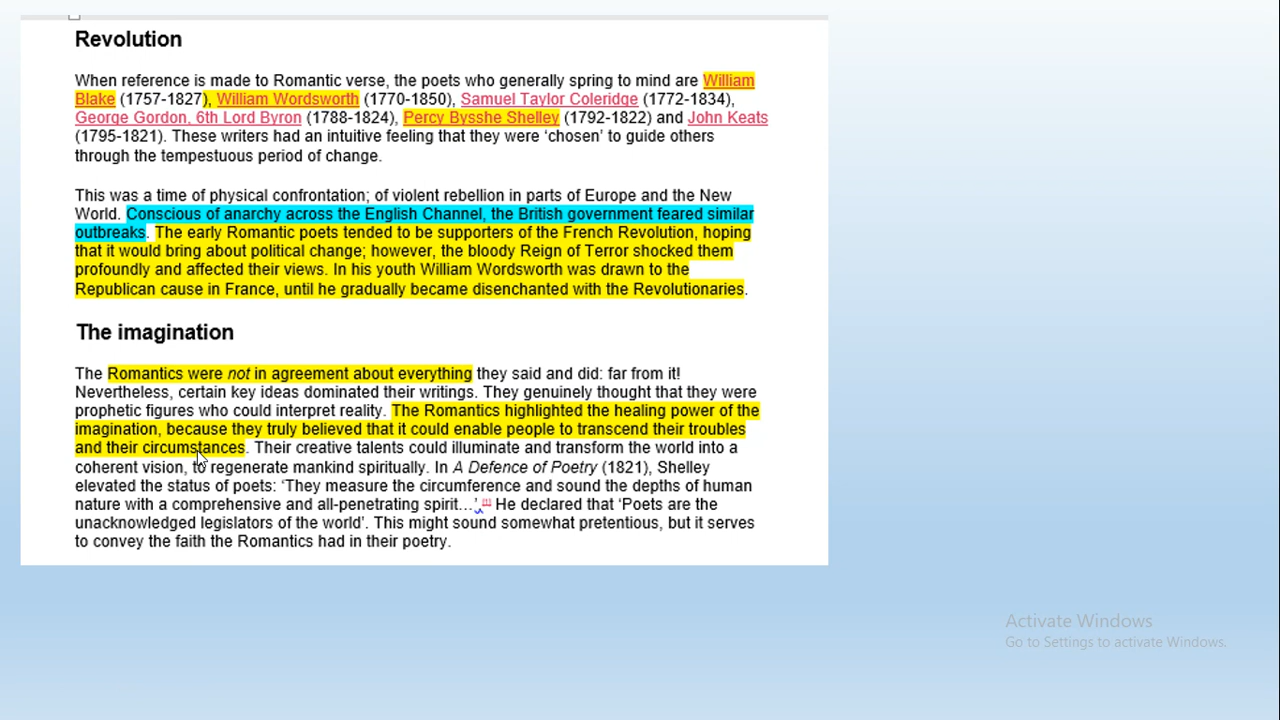 Revolution
When reference is made to Romantic verse, the poets who generally spring to mind are William
Blake (1757-1827), William Wordsworth (1770-1850), Samuel Taylor Coleridge (1772-1834),
George Gordon, 6th Lord Byron (1788-1824), Percy Bysshe Shelley (1792-1822) and John Keats
(1795-1821). These writers had an intuitive feeling that they were ‘chosen’ to guide others
through the tempestuous period of change.
This was a time of physical confrontation; of violent rebellion in parts of Europe and the New
World. Conscious of anarchy across the English Channel, the British government feared similar
outbreaks. The early Romantic poets tended to be supporters of the French Revolution, hoping
that it would bring about political change; however, the bloody Reign of Terror shocked them
profoundly and affected their views. In his youth William Wordsworth was drawn to the
Republican cause in France, until he gradually became disenchanted with the Revolutionaries.
The imagination
The Romantics were not in agreement about everything they said and did: far from it!
Nevertheless, certain key ideas dominated their writings. They genuinely thought that they were
prophetic figures who could interpret reality. The Romantics highlighted the healing power of the
imagination, because they truly believed that it could enable people to transcend their troubles
and their circumstances. Their creative talents could illuminate and transform the world into a
coherent vision, to regenerate mankind spiritually. In A Defence of Poetry (1821), Shelley
elevated the status of poets: ‘They measure the circumference and sound the depths of human
nature with a comprehensive and all-penetrating spirit…’.[1] He declared that ‘Poets are the
unacknowledged legislators of the world’. This might sound somewhat pretentious, but it serves
to convey the faith the Romantics had in their poetry.
Activate Windows
Go to Settings to activate Windows.